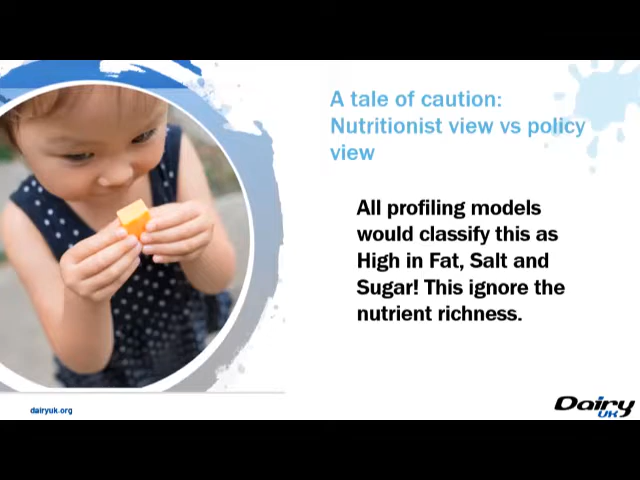 A tale of caution:
Nutritionist view vs policy
view
All profiling models
would classify this as
High in Fat, Salt and
Sugar! This ignore the
nutrient richness.
dairyuk.org
Dairy
UK